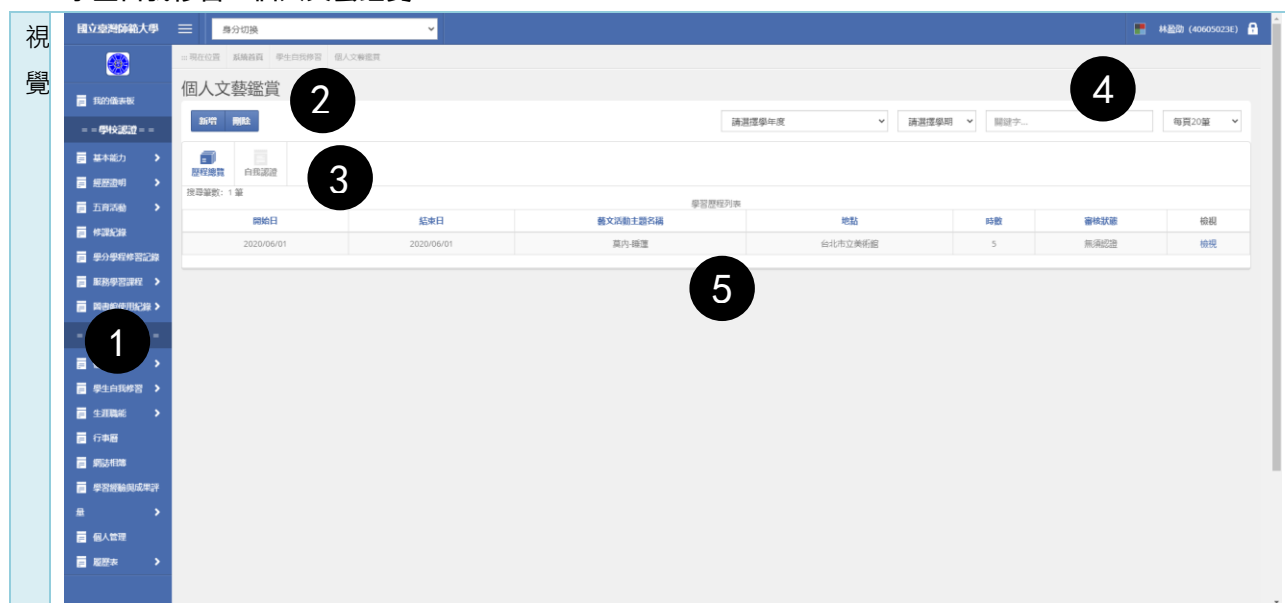 視
覺
國立臺灣師範大學
身分切換
林盈勛 (40605023E)
現在位置 系統首頁 學生自我修習 個人文藝鑑賞
個人文藝鑑賞
新增 刪除
請選擇學年度
請選擇學期
關鍵字...
每頁20筆
歷程總覽
自我認證
搜尋筆數: 1 筆
學習歷程列表
開始日 結束日 藝文活動主題名稱 地點 時數 審核狀態 檢視
2020/06/01 2020/06/01 莫內-睡蓮 台北市立美術館 5 無須認證 檢視
我的儀表板
= = 學校認證 = =
基本能力
經歷證明
五育活動
修課紀錄
學分學程修習記錄
服務學習課程
圖書館使用紀錄
學生自我修習
生涯職能
行事曆
網誌相簿
學習經驗與成果評
量
個人管理
履歷表
1
2
3
4
5